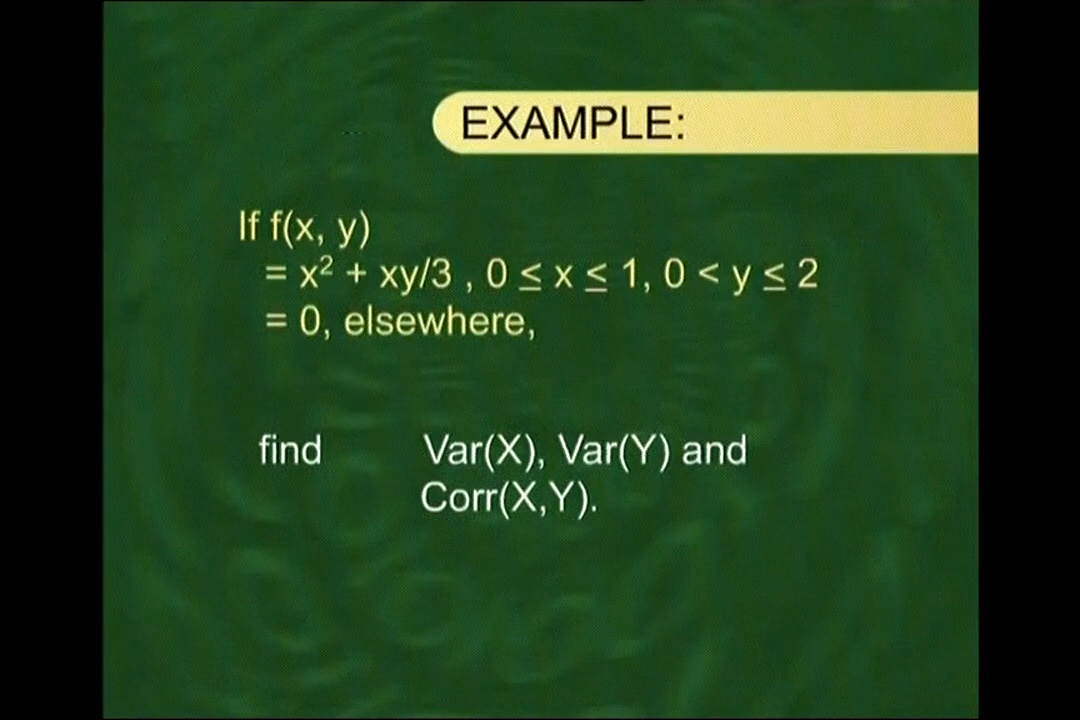 EXAMPLE:
If f(x, y)
= x² + xy/3 , 0 ≤ x ≤ 1, 0 < y ≤ 2
= 0, elsewhere,
find Var(X), Var(Y) and
Corr(X,Y).